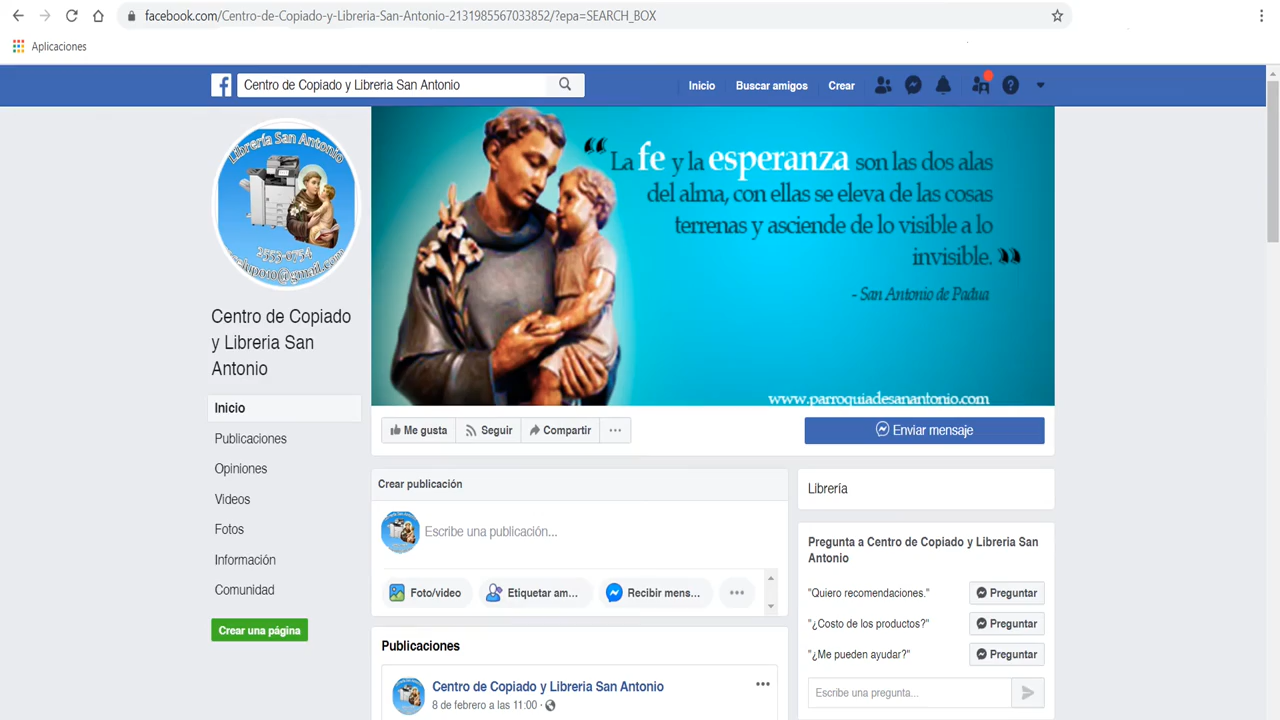 facebook.com/Centro-de-Copiado-y-Libreria-San-Antonio-2131985567033852/?epa=SEARCH_BOX
Aplicaciones
Centro de Copiado y Libreria San Antonio
Inicio
Buscar amigos
Crear
Librería San Antonio
2553-0754
@gmail.com
“La fe y la esperanza son las dos alas
del alma, con ellas se eleva de las cosas
terrenas y asciende de lo visible a lo
invisible.”
- San Antonio de Padua
www.parroquiadesanantonio.com
Centro de Copiado
y Libreria San
Antonio
Inicio
Publicaciones
Opiniones
Videos
Fotos
Información
Comunidad
Crear una página
Me gusta
Seguir
Compartir
Enviar mensaje
Crear publicación
Escribe una publicación...
Foto/video
Etiquetar am...
Recibir mens...
Publicaciones
Centro de Copiado y Libreria San Antonio
8 de febrero a las 11:00 ·
Librería
Pregunta a Centro de Copiado y Libreria San
Antonio
"Quiero recomendaciones." Preguntar
"¿Costo de los productos?" Preguntar
"¿Me pueden ayudar?" Preguntar
Escribe una pregunta...